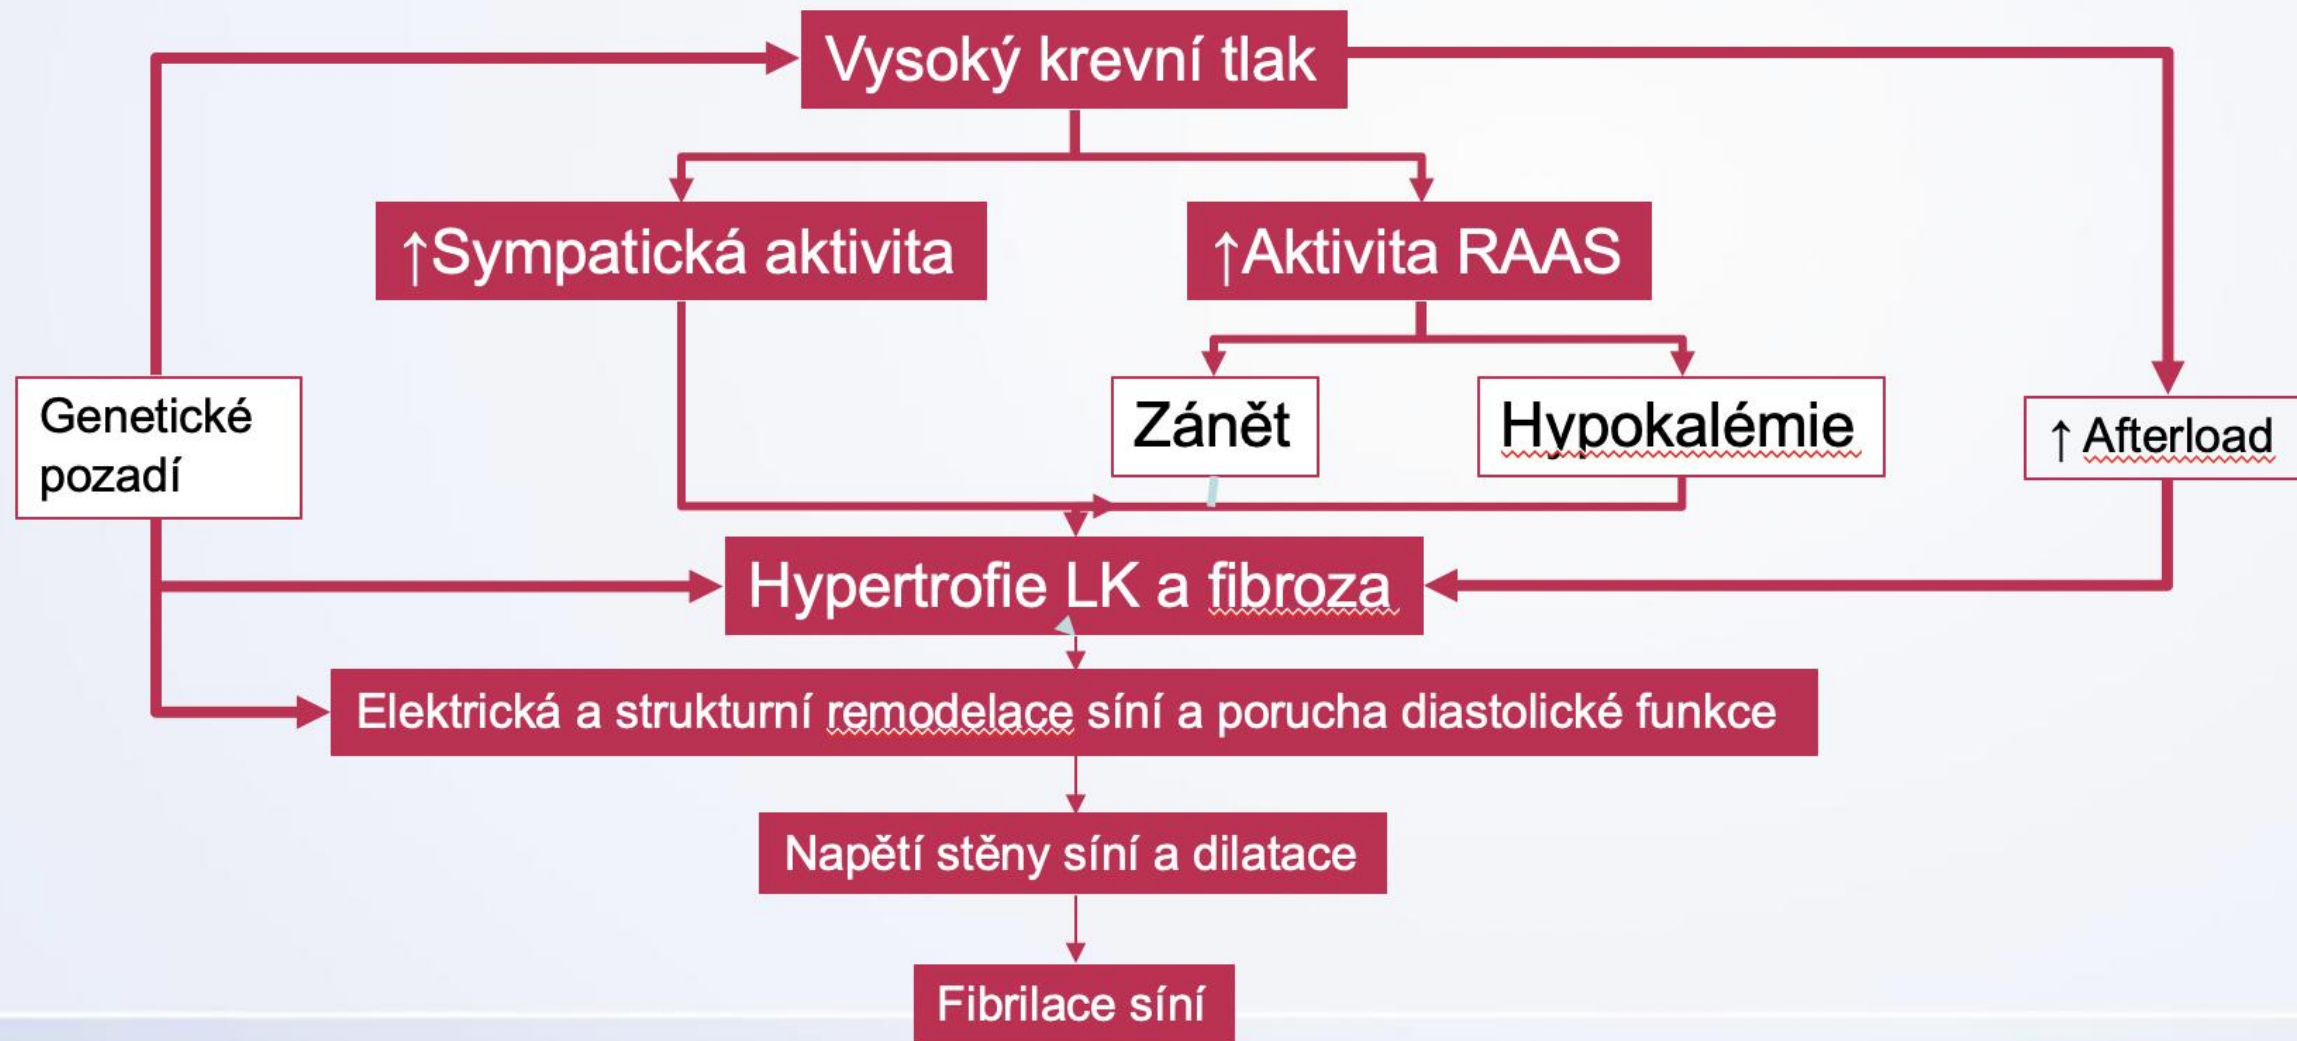 Vysoký krevní tlak
↑Sympatická aktivita
↑Aktivita RAAS
Genetické
pozadí
Zánět
Hypokalémie
↑ Afterload
Hypertrofie LK a fibroza
Elektrická a strukturní remodelace síní a porucha diastolické funkce
Napětí stěny síní a dilatace
Fibrilace síní